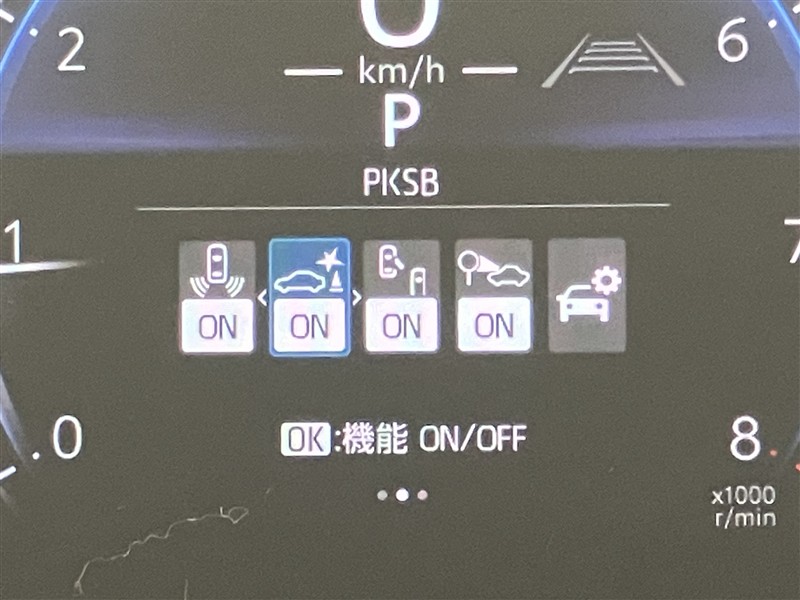 0
2
6
km/h
P
PKSB
1
7
ON ON ON ON
0
OK:機能 ON/OFF
8
x1000
r/min